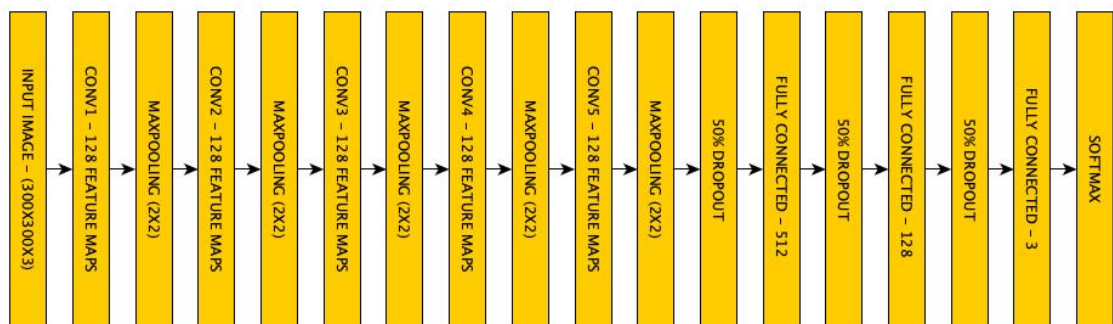 INPUT IMAGE – (300X300X3)
CONV1 – 128 FEATURE MAPS
MAXPOOLING (2X2)
CONV2 – 128 FEATURE MAPS
MAXPOOLING (2X2)
CONV3 – 128 FEATURE MAPS
MAXPOOLING (2X2)
CONV4 – 128 FEATURE MAPS
MAXPOOLING (2X2)
CONV5 – 128 FEATURE MAPS
MAXPOOLING (2X2)
50% DROPOUT
FULLY CONNECTED – 512
50% DROPOUT
FULLY CONNECTED – 128
50% DROPOUT
FULLY CONNECTED – 3
SOFTMAX